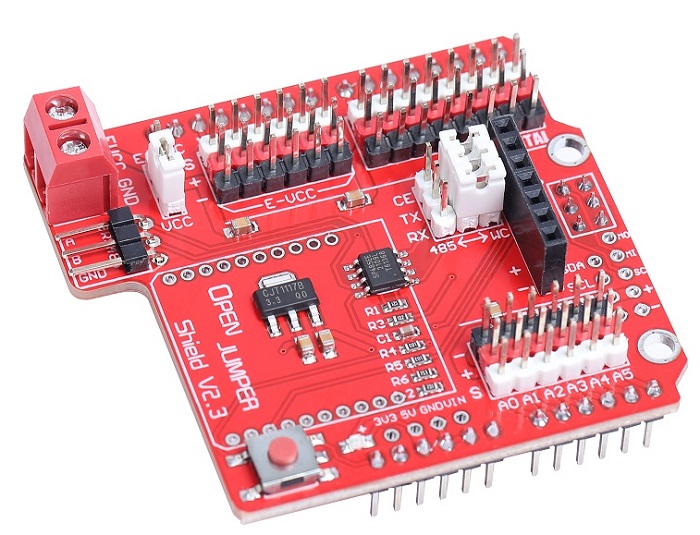 EVCC GND
S
+
-
VCC
E-VCC
A
B
GND
CE
TX
RX
485
WC
+
-
SDA
SCL
CJT1117B
3.3
R1
R3
C1
R4
R5
R6
OPEN JUMPER
Shield V2.3
-
+
S
A0 A1 A2 A3 A4 A5
3V3 5V GND VIN